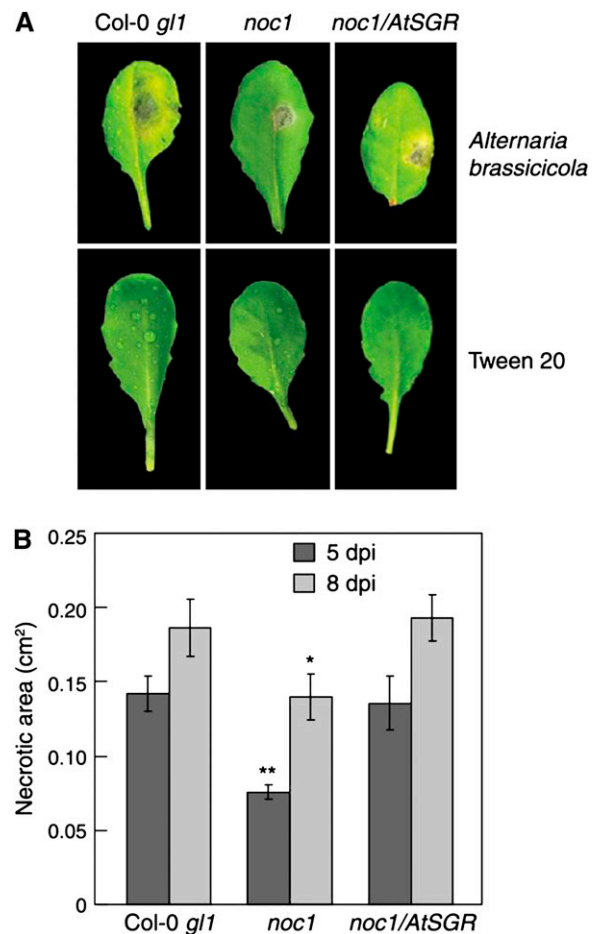 A
Col-0 gl1 noc1 noc1/AtSGR
Alternaria
brassicicola
Tween 20
B
0.25
0.20
0.15
0.10
0.05
0
Necrotic area (cm²)
5 dpi
8 dpi
**
*
Col-0 gl1 noc1 noc1/AtSGR